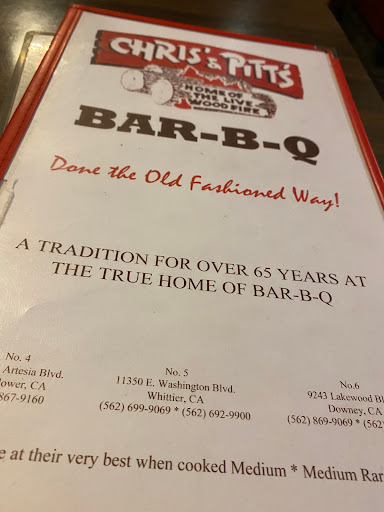 CHRIS' & PITT'S
HOME OF
THE LIVE
WOOD FIRE
BAR-B-Q
Done the Old Fashioned Way!
A TRADITION FOR OVER 65 YEARS AT
THE TRUE HOME OF BAR-B-Q
No. 4
Artesia Blvd.
ower, CA
867-9160
No. 5
11350 E. Washington Blvd.
Whittier, CA
(562) 699-9069 * (562) 692-9900
No.6
9243 Lakewood Bl
Downey, CA
(562) 869-9069 * (562
e at their very best when cooked Medium * Medium Rar